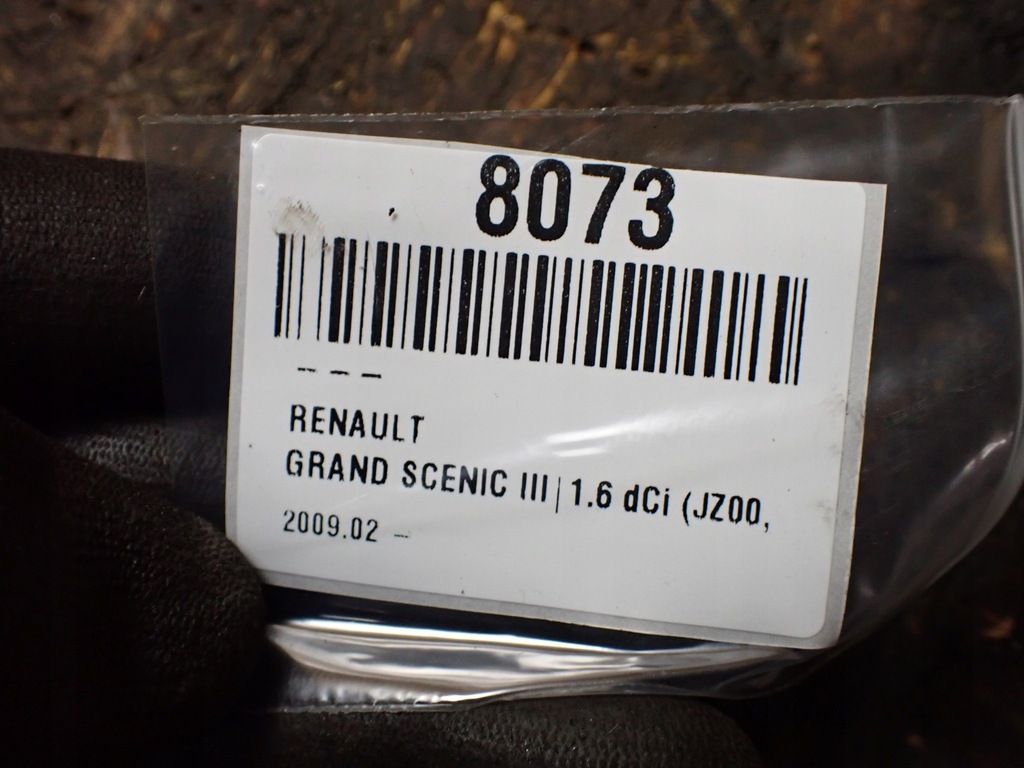 8073
– – –
RENAULT
GRAND SCENIC III | 1.6 dCi (JZ00,
2009.02 –